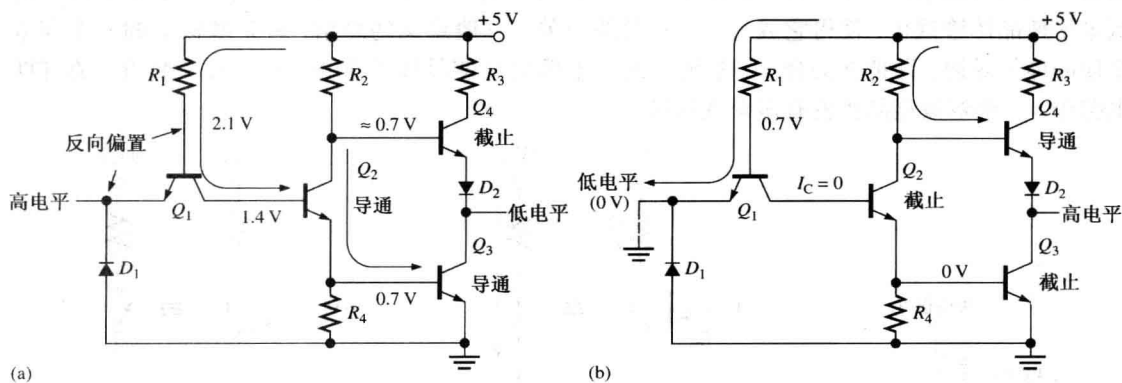 +5 V
R₁
R₂
R₃
Q₄
2.1 V
≈ 0.7 V
截止
反向偏置
Q₂
导通
D₂
高电平
Q₁
1.4 V
低电平
Q₃
导通
D₁
0.7 V
R₄
(a)
+5 V
R₁
R₂
R₃
Q₄
0.7 V
导通
低电平
(0 V)
Q₂
D₂
I_C = 0
截止
高电平
Q₁
Q₃
D₁
0 V
截止
R₄
(b)